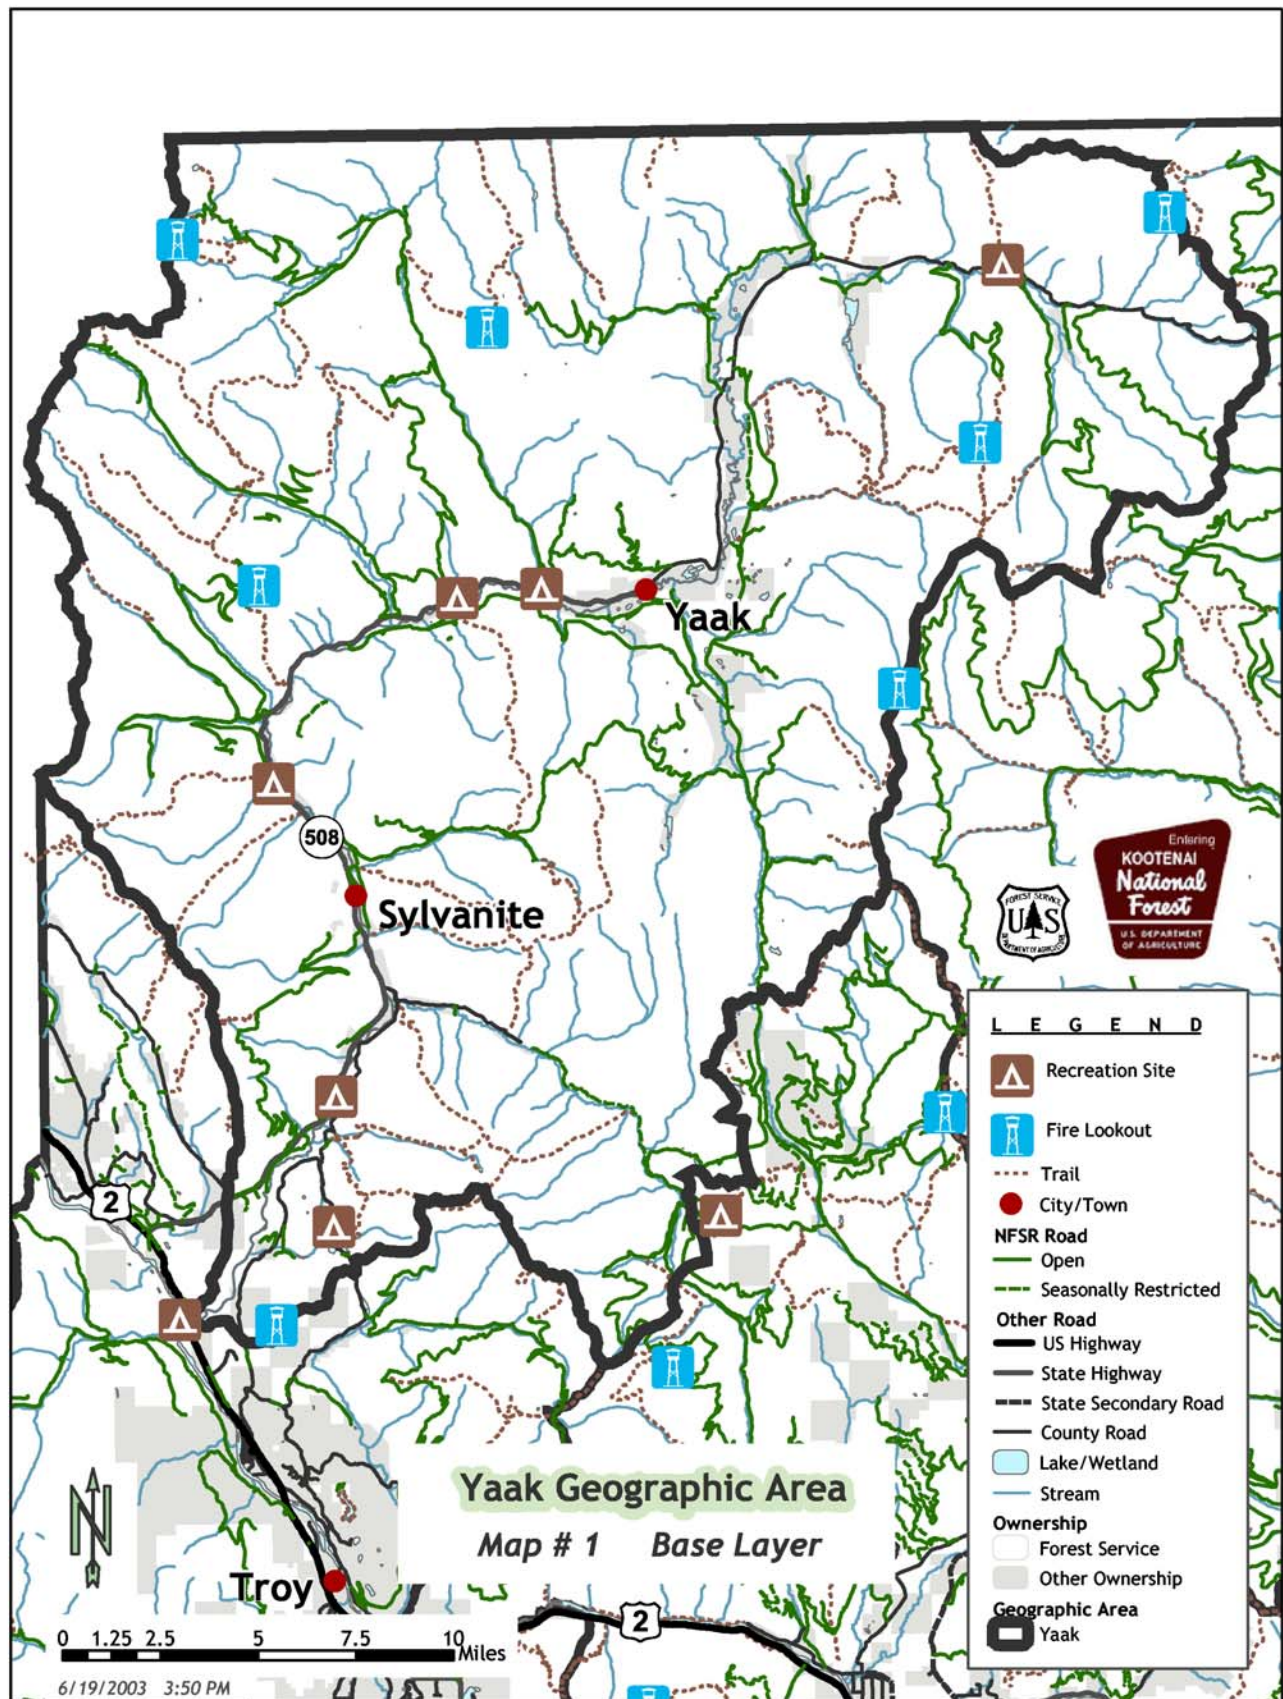 Yaak
508
Sylvanite
Entering
KOOTENAI
National
Forest
U.S. DEPARTMENT
OF AGRICULTURE
FOREST SERVICE
U S
DEPARTMENT OF AGRICULTURE
L E G E N D
Recreation Site
Fire Lookout
Trail
City/Town
NFSR Road
Open
Seasonally Restricted
Other Road
US Highway
State Highway
State Secondary Road
County Road
Lake/Wetland
Stream
Ownership
Forest Service
Other Ownership
Geographic Area
Yaak
2
Yaak Geographic Area
Map # 1 Base Layer
N
Troy
2
0 1.25 2.5 5 7.5 10
Miles
6/19/2003 3:50 PM